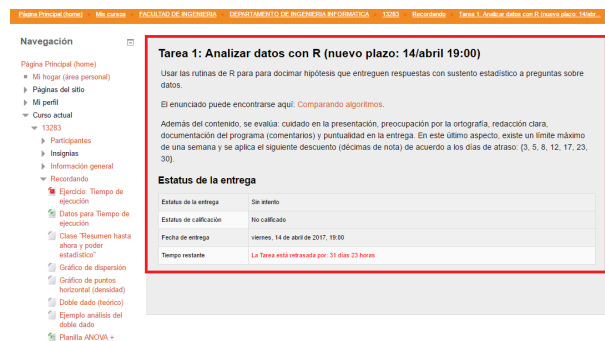 Página Principal (home) Mis cursos FACULTAD DE INGENIERIA DEPARTAMENTO DE INGENIERIA INFORMATICA 13283 Recordando Tarea 1: Analizar datos con R (nuevo plazo: 14/abr...
Navegación
Página Principal (home)
Mi hogar (área personal)
Páginas del sitio
Mi perfil
Curso actual
13283
Participantes
Insignias
Información general
Recordando
Ejercicio: Tiempo de
ejecución
Datos para Tiempo de
ejecución
Clase "Resumen hasta
ahora y poder
estadístico"
Gráfico de dispersión
Gráfico de puntos
horizontal (densidad)
Doble dado (teórico)
Ejemplo análisis del
doble dado
Planilla ANOVA +
Tarea 1: Analizar datos con R (nuevo plazo: 14/abril 19:00)
Usar las rutinas de R para para docimar hipótesis que entreguen respuestas con sustento estadístico a preguntas sobre
datos.
El enunciado puede encontrarse aquí: Comparando algoritmos.
Además del contenido, se evalúa: cuidado en la presentación, preocupación por la ortografía, redacción clara,
documentación del programa (comentarios) y puntualidad en la entrega. En este último aspecto, existe un límite máximo
de una semana y se aplica el siguiente descuento (décimas de nota) de acuerdo a los días de atraso: {3, 5, 8, 12, 17, 23,
30}.
Estatus de la entrega
Estatus de la entrega Sin intento
Estatus de calificación No calificado
Fecha de entrega viernes, 14 de abril de 2017, 19:00
Tiempo restante La Tarea está retrasada por: 31 días 23 horas